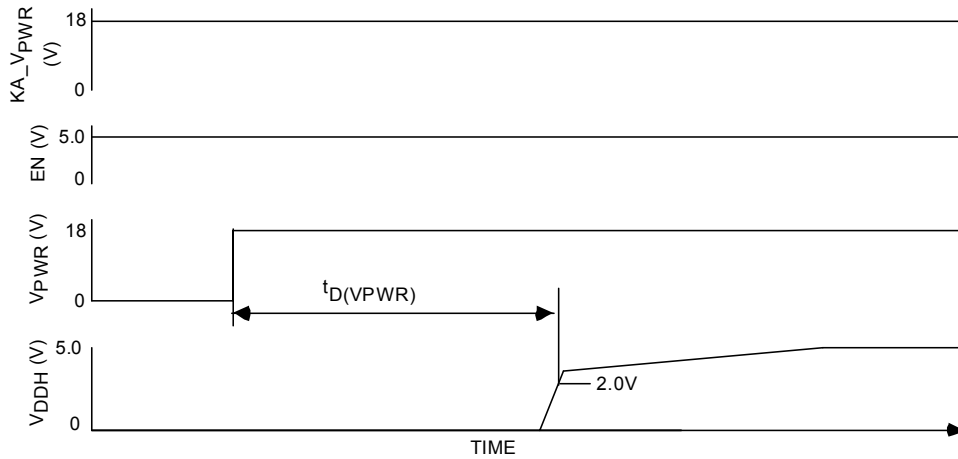 KA_VPWR (V)
18
0
EN (V)
5.0
0
VPWR (V)
18
0
tD(VPWR)
VDDH (V)
5.0
0
2.0V
TIME